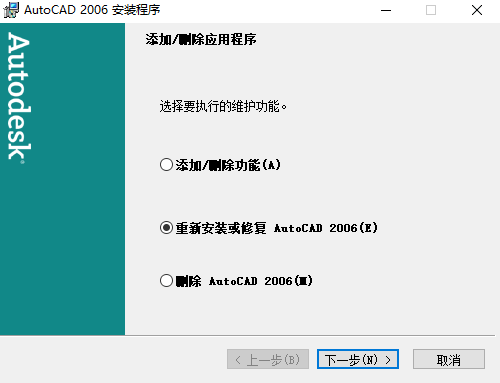 AutoCAD 2006 安装程序
Autodesk®
添加/删除应用程序
选择要执行的维护功能。
添加/删除功能(A)
重新安装或修复 AutoCAD 2006(E)
删除 AutoCAD 2006(M)
< 上一步(B)
下一步(N) >
取消